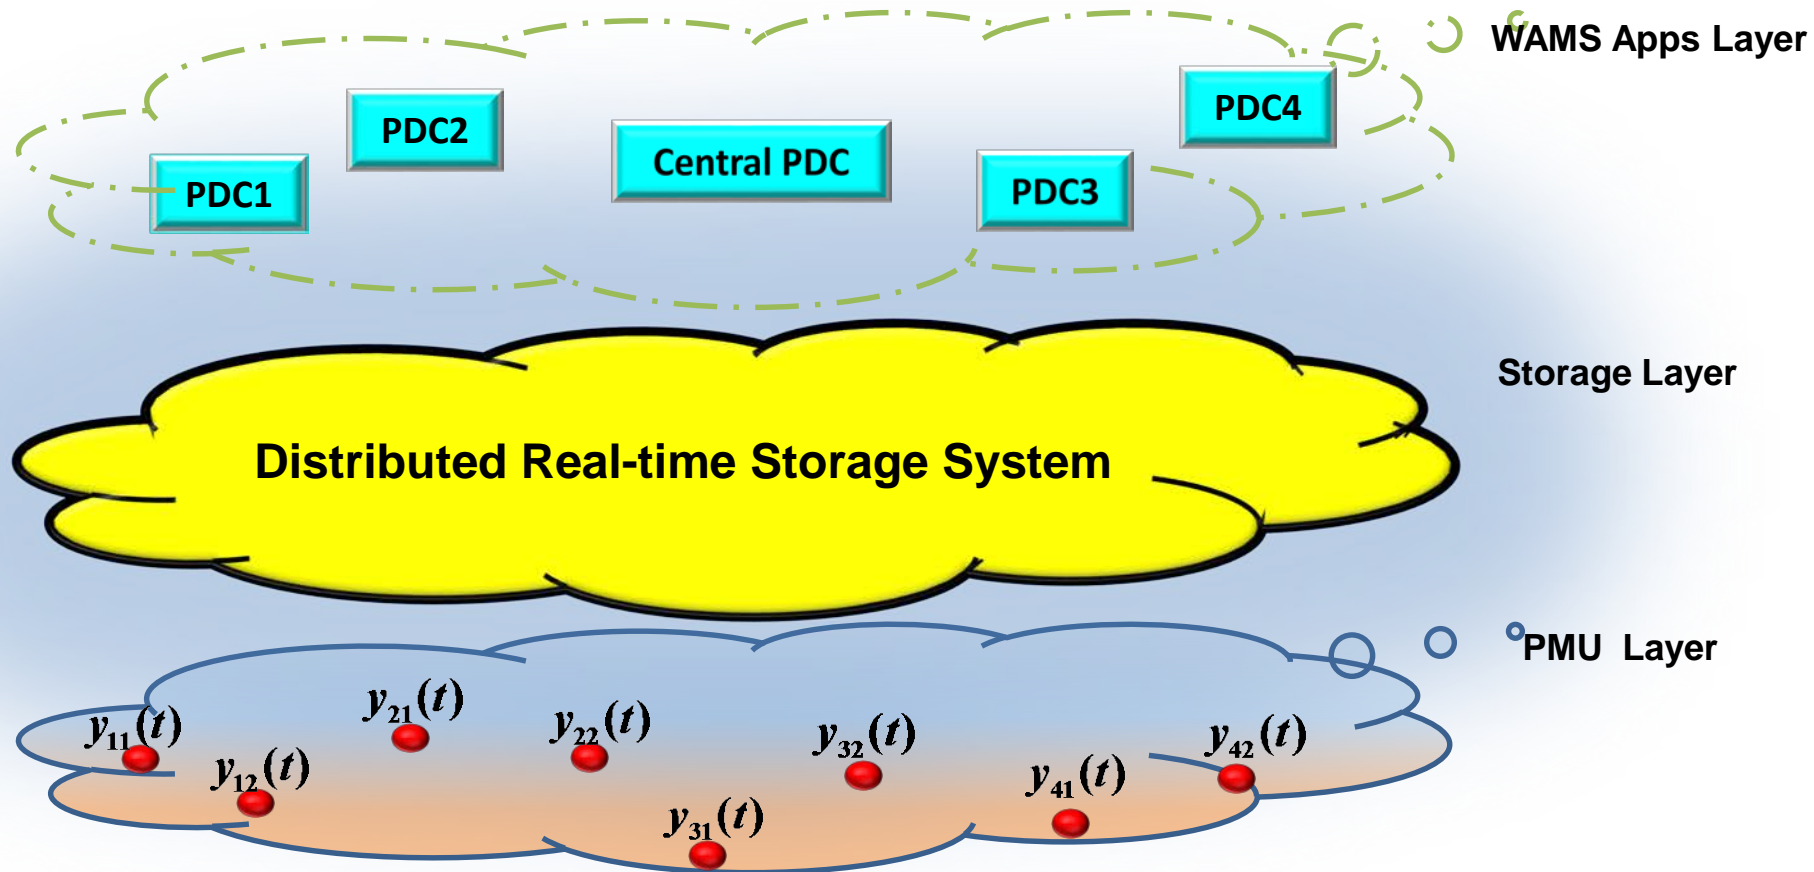 WAMS Apps Layer
PDC4
PDC2
Central PDC
PDC1
PDC3
Storage Layer
Distributed Real-time Storage System
PMU Layer
y₂₁(t)
y₁₁(t)
y₂₂(t)
y₃₂(t)
y₄₂(t)
y₁₂(t)
y₄₁(t)
y₃₁(t)